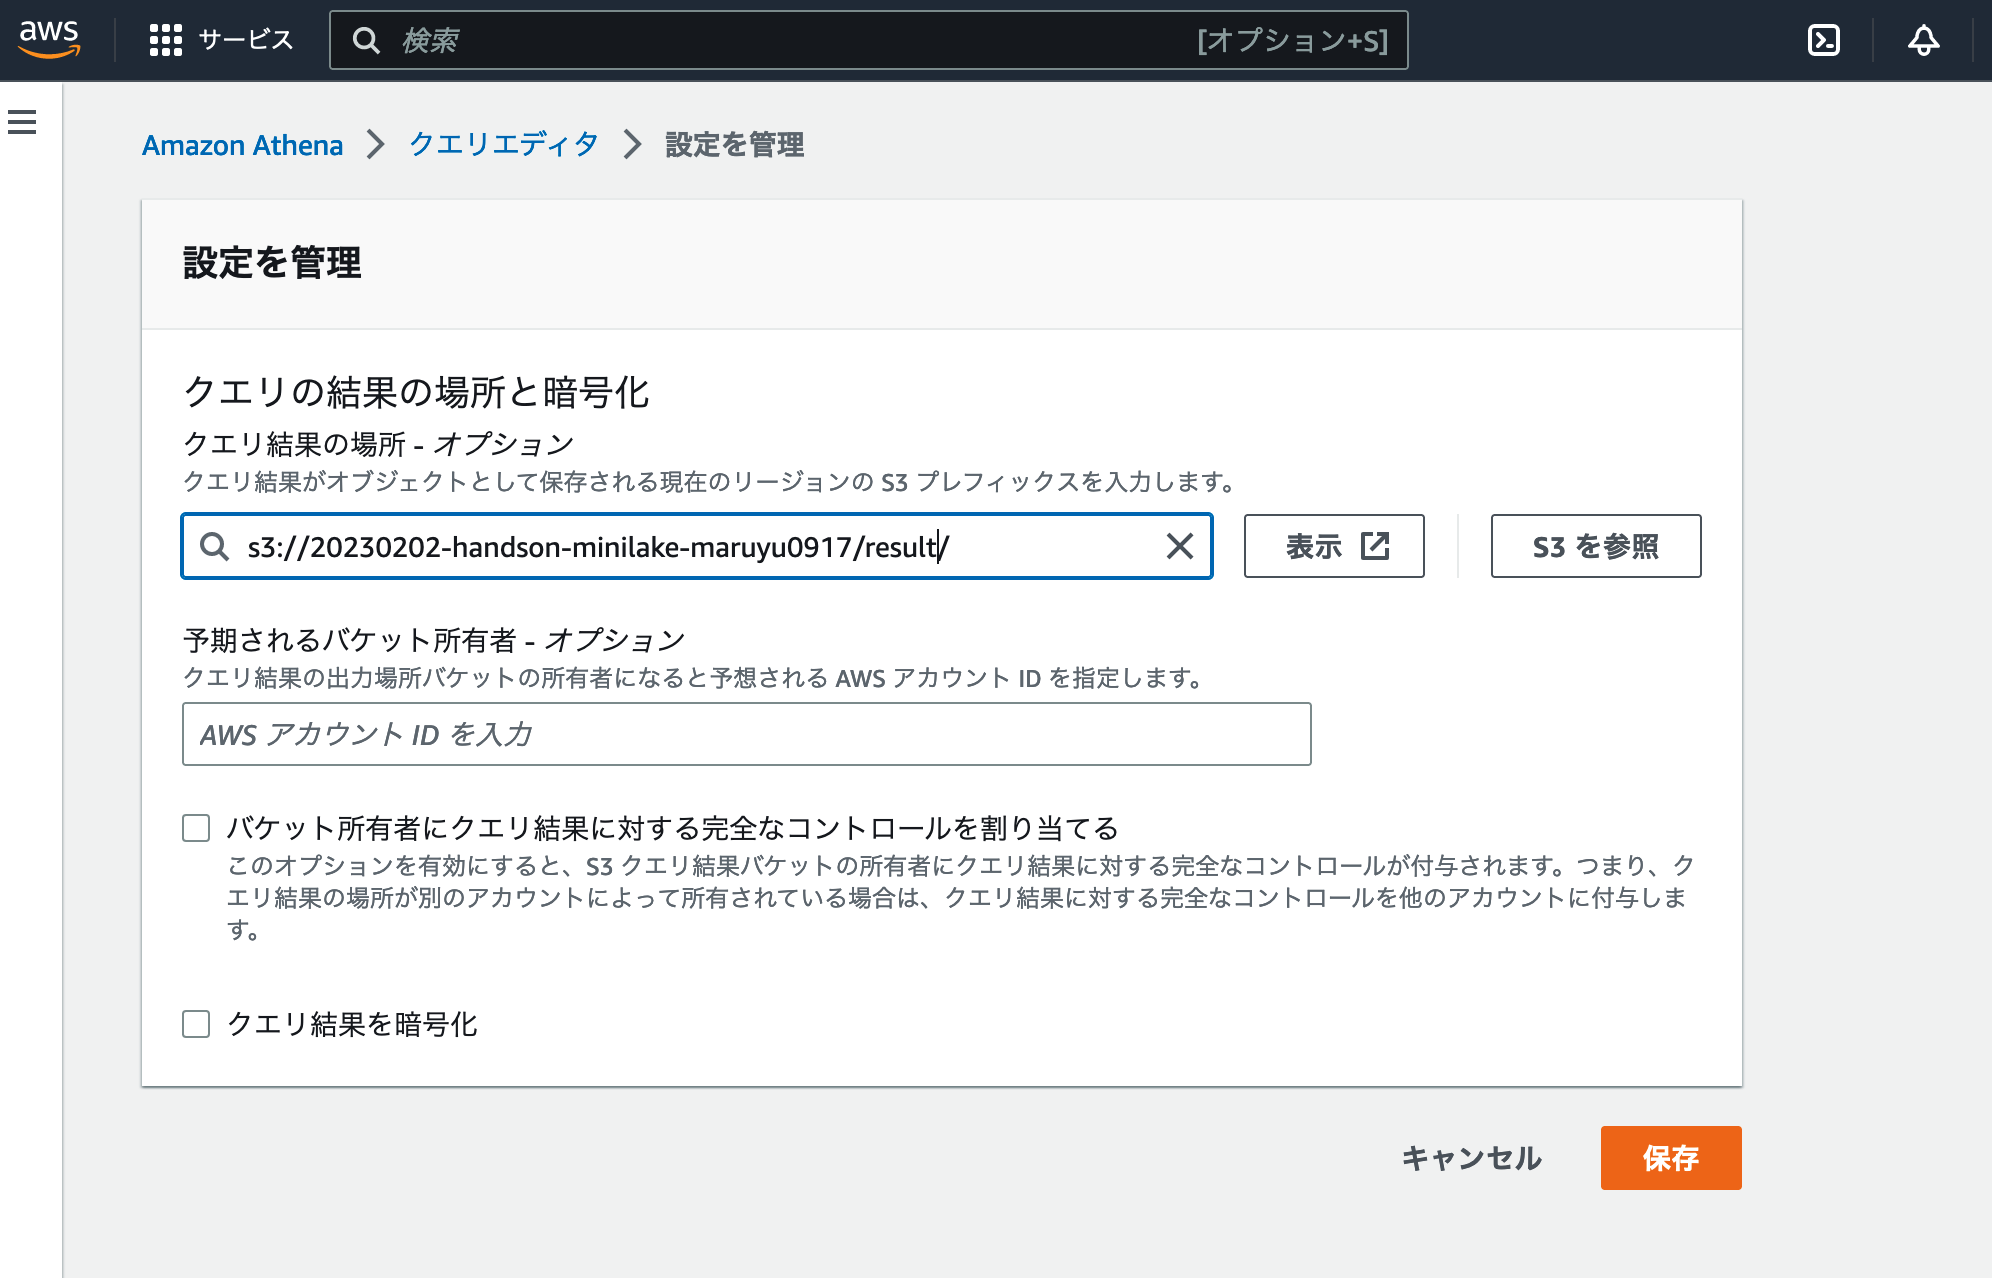 aws
サービス
検索
[オプション+S]
Amazon Athena
クエリエディタ
設定を管理
設定を管理
クエリの結果の場所と暗号化
クエリ結果の場所 - オプション
クエリ結果がオブジェクトとして保存される現在のリージョンの S3 プレフィックスを入力します。
s3://20230202-handson-minilake-maruyu0917/result/
表示
S3 を参照
予期されるバケット所有者 - オプション
クエリ結果の出力場所バケットの所有者になると予想される AWS アカウント ID を指定します。
AWS アカウント ID を入力
バケット所有者にクエリ結果に対する完全なコントロールを割り当てる
このオプションを有効にすると、S3 クエリ結果バケットの所有者にクエリ結果に対する完全なコントロールが付与されます。つまり、ク
エリ結果の場所が別のアカウントによって所有されている場合は、クエリ結果に対する完全なコントロールを他のアカウントに付与しま
す。
クエリ結果を暗号化
キャンセル
保存